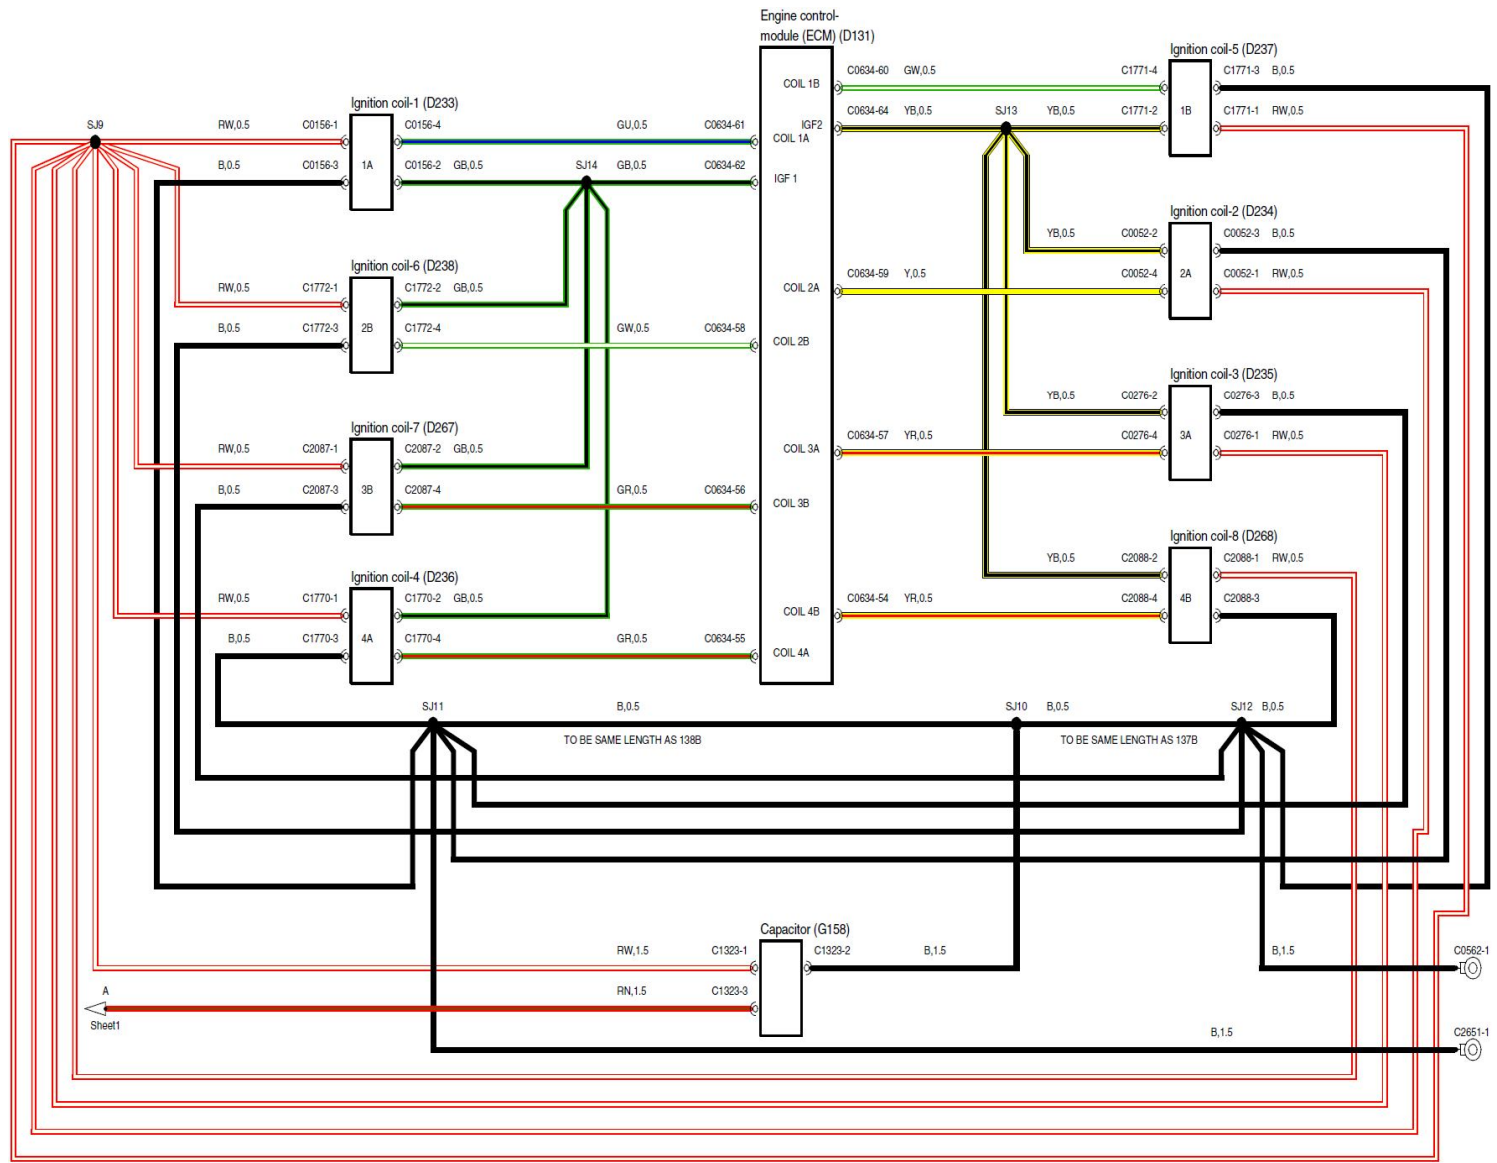 Engine control-
module (ECM) (D131)
Ignition coil-5 (D237)
C0634-60 GW,0.5 C1771-4 C1771-3 B,0.5
COIL 1B
Ignition coil-1 (D233)
C0634-64 YB,0.5 SJ13 YB,0.5 C1771-2 1B C1771-1 RW,0.5
SJ9 RW,0.5 C0156-1 C0156-4 GU,0.5 C0634-61 IGF2
COIL 1A
B,0.5 C0156-3 1A C0156-2 GB,0.5 SJ14 GB,0.5 C0634-62
IGF 1
Ignition coil-2 (D234)
YB,0.5 C0052-2 C0052-3 B,0.5
Ignition coil-6 (D238)
C0634-59 Y,0.5 C0052-4 2A C0052-1 RW,0.5
RW,0.5 C1772-1 C1772-2 GB,0.5 COIL 2A
B,0.5 C1772-3 2B C1772-4 GW,0.5 C0634-58
COIL 2B
Ignition coil-3 (D235)
YB,0.5 C0276-2 C0276-3 B,0.5
Ignition coil-7 (D267)
C0634-57 YR,0.5 C0276-4 3A C0276-1 RW,0.5
RW,0.5 C2087-1 C2087-2 GB,0.5 COIL 3A
B,0.5 C2087-3 3B C2087-4 GR,0.5 C0634-56
COIL 3B
Ignition coil-8 (D268)
YB,0.5 C2088-2 C2088-1 RW,0.5
Ignition coil-4 (D236)
RW,0.5 C1770-1 C1770-2 GB,0.5 C0634-54 YR,0.5 C2088-4 4B C2088-3
COIL 4B
B,0.5 C1770-3 4A C1770-4 GR,0.5 C0634-55
COIL 4A
SJ11 B,0.5 SJ10 B,0.5 SJ12 B,0.5
TO BE SAME LENGTH AS 138B TO BE SAME LENGTH AS 137B
Capacitor (G158)
RW,1.5 C1323-1 C1323-2 B,1.5 B,1.5 C0562-1
A RN,1.5 C1323-3
Sheet1
B,1.5 C2651-1